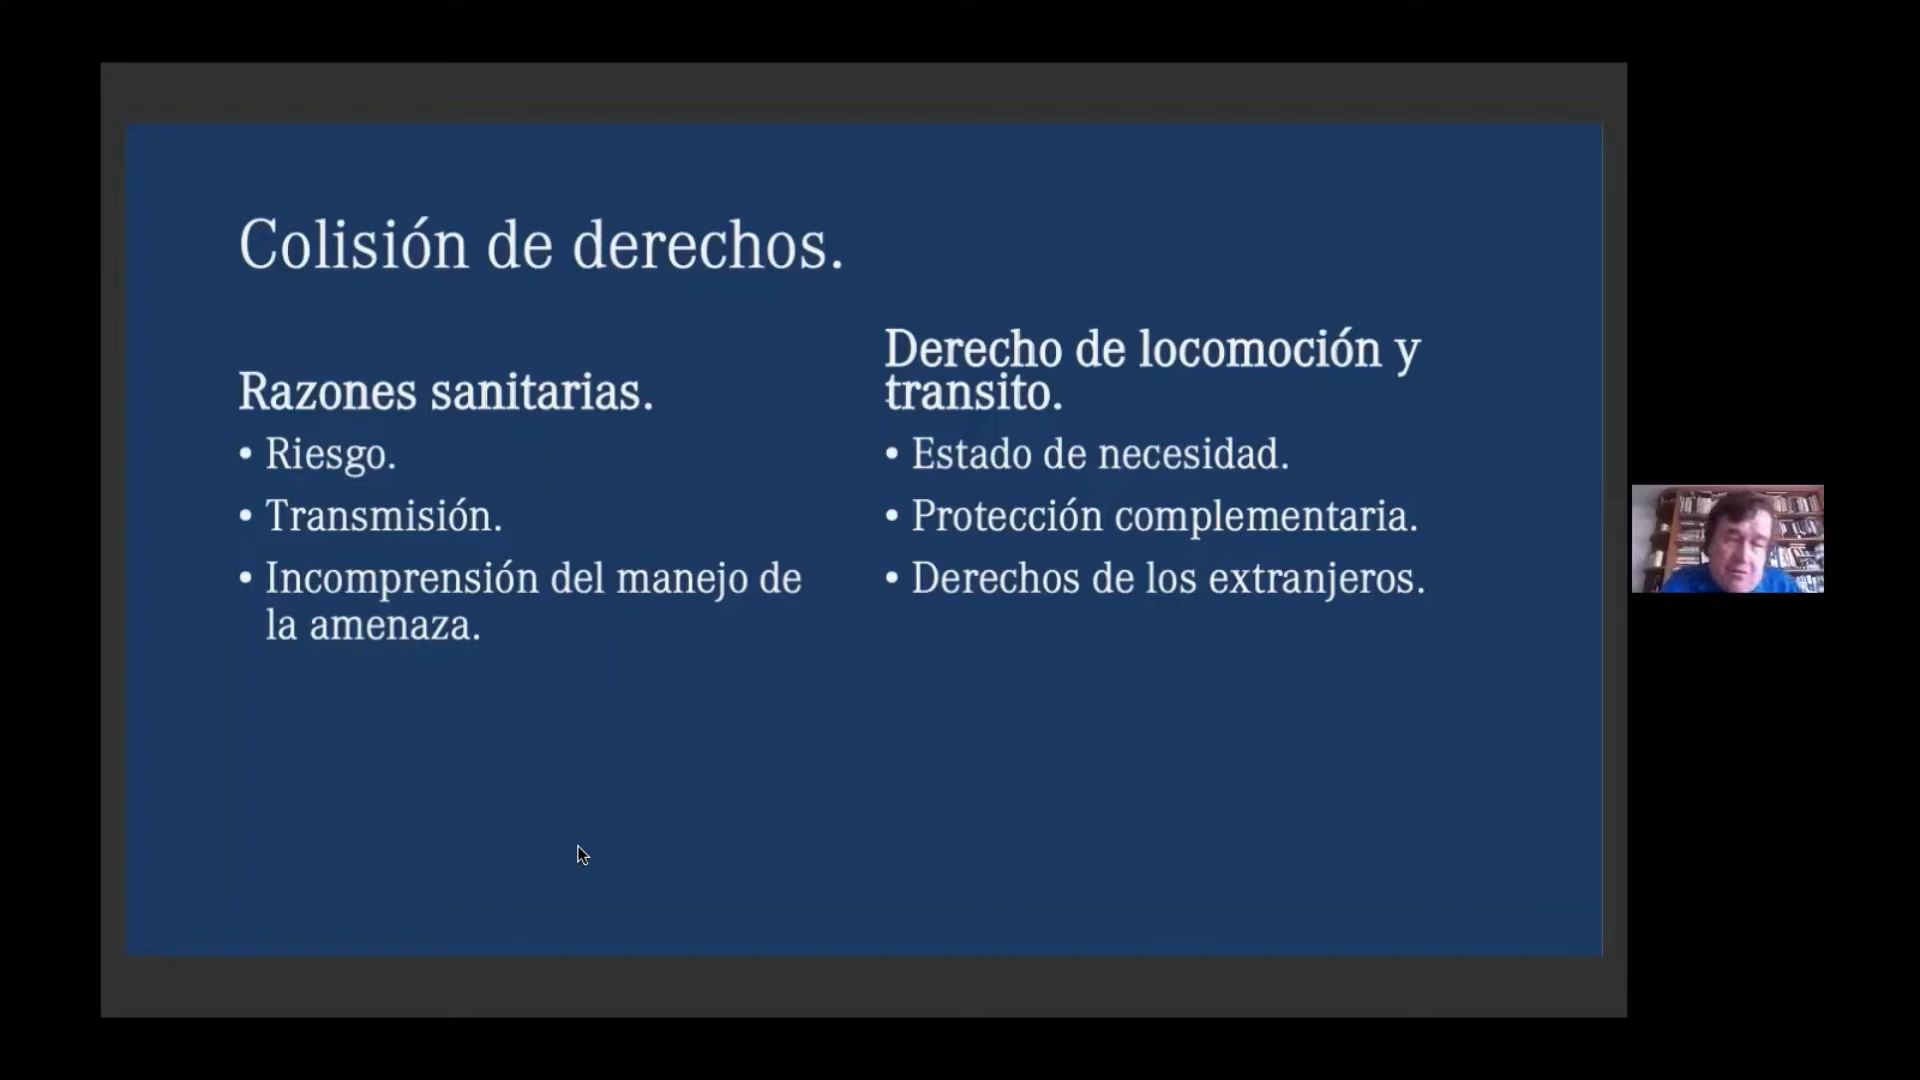 Colisión de derechos.
Razones sanitarias.
• Riesgo.
• Transmisión.
• Incomprensión del manejo de
la amenaza.
Derecho de locomoción y
transito.
• Estado de necesidad.
• Protección complementaria.
• Derechos de los extranjeros.